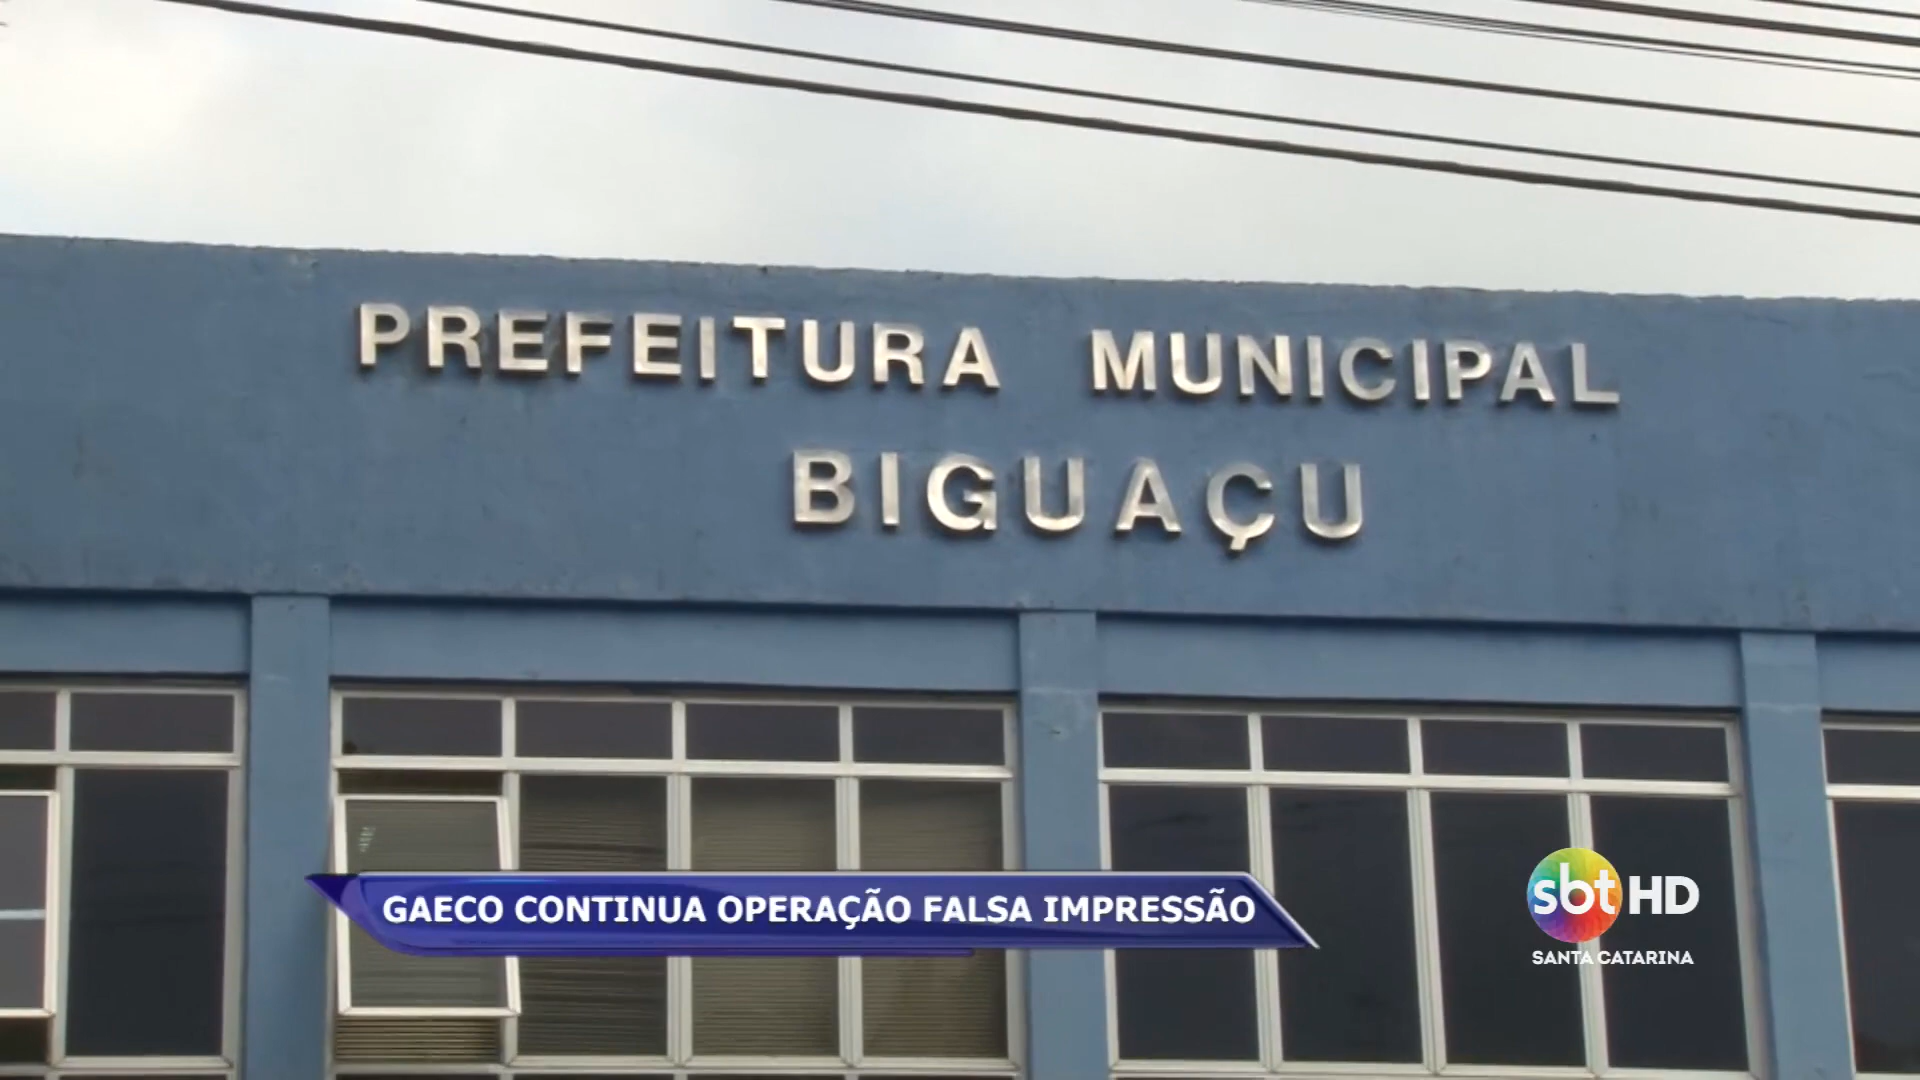 PREFEITURA MUNICIPAL
BIGUAÇU
GAECO CONTINUA OPERAÇÃO FALSA IMPRESSÃO
sbt HD
SANTA CATARINA